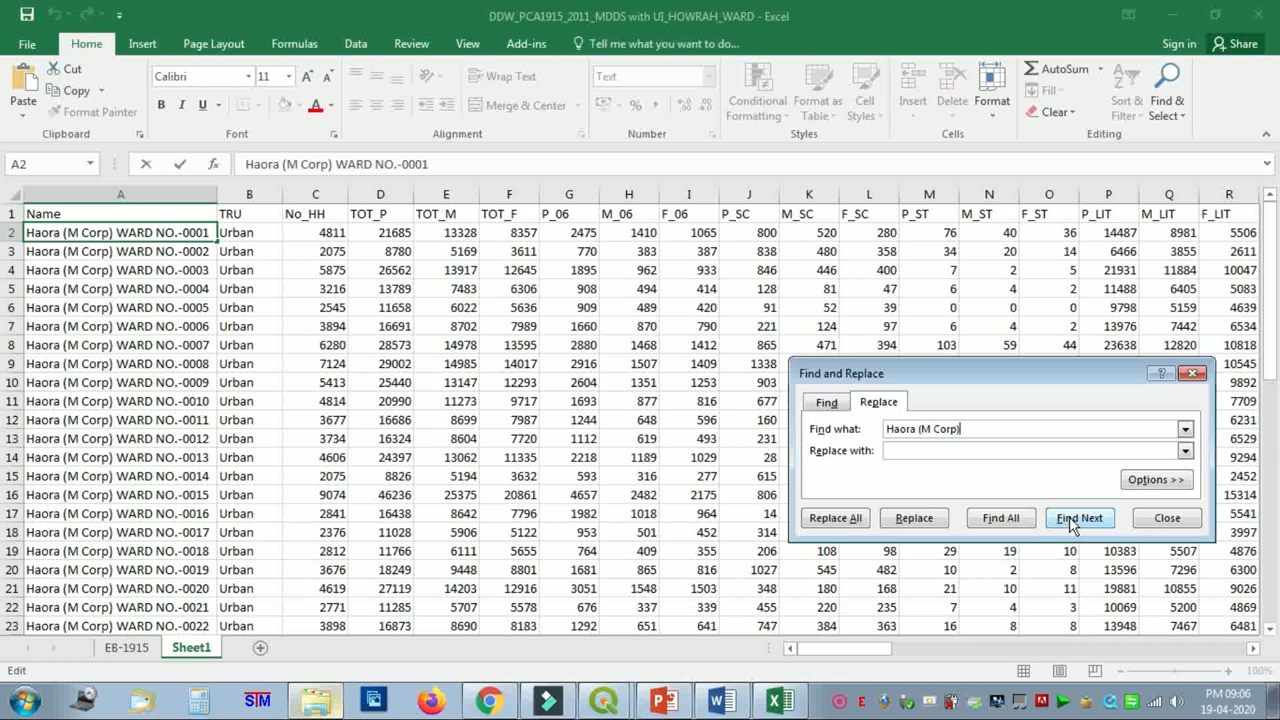 DDW_PCA1915_2011_MDDS with UI_HOWRAH_WARD - Excel
File Home Insert Page Layout Formulas Data Review View Add-ins Tell me what you want to do... Sign in Share
Cut Calibri 11 Wrap Text Text AutoSum
Copy Fill
Paste Format Painter Merge & Center Conditional Formatting Format as Table Cell Styles Insert Delete Format Clear Sort & Filter Find & Select
Clipboard Font Alignment Number Styles Cells Editing
A2 fx Haora (M Corp) WARD NO.-0001
A B C D E F G H I J K L M N O P Q R
1 Name TRU No_HH TOT_P TOT_M TOT_F P_06 M_06 F_06 P_SC M_SC F_SC P_ST M_ST F_ST P_LIT M_LIT F_LIT
2 Haora (M Corp) WARD NO.-0001 Urban 4811 21685 13328 8357 2475 1410 1065 800 520 280 76 40 36 14487 8981 5506
3 Haora (M Corp) WARD NO.-0002 Urban 2075 8780 5169 3611 770 383 387 838 480 358 34 20 14 6466 3855 2611
4 Haora (M Corp) WARD NO.-0003 Urban 5875 26562 13917 12645 1895 962 933 846 446 400 7 2 5 21931 11884 10047
5 Haora (M Corp) WARD NO.-0004 Urban 3216 13789 7483 6306 908 494 414 128 81 47 6 4 2 11488 6405 5083
6 Haora (M Corp) WARD NO.-0005 Urban 2545 11658 6022 5636 909 489 420 91 52 39 0 0 0 9798 5159 4639
7 Haora (M Corp) WARD NO.-0006 Urban 3894 16691 8702 7989 1660 870 790 221 124 97 6 4 2 13976 7442 6534
8 Haora (M Corp) WARD NO.-0007 Urban 6280 28573 14978 13595 2880 1468 1412 865 471 394 103 59 44 23638 12820 10818
9 Haora (M Corp) WARD NO.-0008 Urban 7124 29002 14985 14017 2916 1507 1409 1338 10545
10 Haora (M Corp) WARD NO.-0009 Urban 5413 25440 13147 12293 2604 1351 1253 903 9892
11 Haora (M Corp) WARD NO.-0010 Urban 4814 20990 11273 9717 1693 877 816 677 7709
12 Haora (M Corp) WARD NO.-0011 Urban 3677 16686 8699 7987 1244 648 596 160 6231
13 Haora (M Corp) WARD NO.-0012 Urban 3734 16324 8604 7720 1112 619 493 231 6529
14 Haora (M Corp) WARD NO.-0013 Urban 4606 24397 13062 11335 2218 1189 1029 28 9294
15 Haora (M Corp) WARD NO.-0014 Urban 2075 8826 5194 3632 593 316 277 615 2452
16 Haora (M Corp) WARD NO.-0015 Urban 9074 46236 25375 20861 4657 2482 2175 806 15314
17 Haora (M Corp) WARD NO.-0016 Urban 2841 16438 8642 7796 1982 1018 964 14 5541
18 Haora (M Corp) WARD NO.-0017 Urban 2376 11031 5798 5233 953 501 452 314 3997
19 Haora (M Corp) WARD NO.-0018 Urban 2812 11766 6111 5655 764 409 355 206 108 98 29 19 10 10383 5507 4876
20 Haora (M Corp) WARD NO.-0019 Urban 3676 18249 9448 8801 1681 865 816 1027 545 482 10 2 8 13596 7296 6300
21 Haora (M Corp) WARD NO.-0020 Urban 4619 27119 14203 12916 3051 1548 1503 348 180 168 21 10 11 19881 10855 9026
22 Haora (M Corp) WARD NO.-0021 Urban 2771 11285 5707 5578 676 337 339 455 220 235 7 4 3 10069 5200 4869
23 Haora (M Corp) WARD NO.-0022 Urban 3898 16873 8690 8183 1292 651 641 747 384 363 16 8 8 13948 7467 6481
Find and Replace
Find Replace
Find what: Haora (M Corp)
Replace with:
Options >>
Replace All Replace Find All Find Next Close
EB-1915 Sheet1
Edit 100%
PM 09:06
19-04-2020